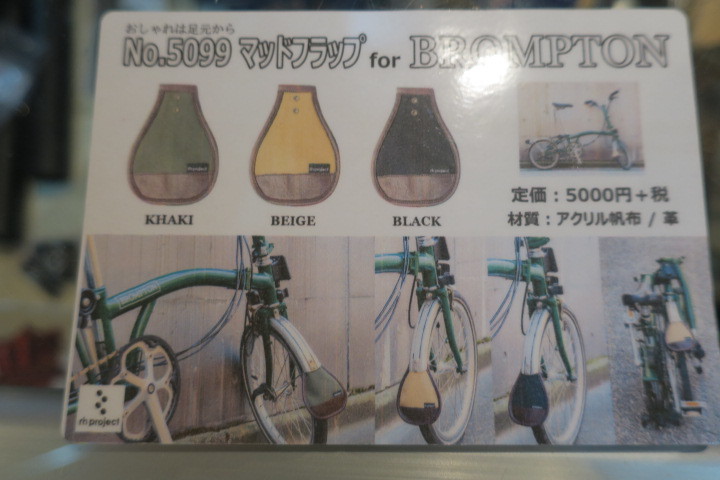 おしゃれは足元から
No.5099 マッドフラップ for BROMPTON
KHAKI
BEIGE
BLACK
定価：5000円＋税
材質：アクリル帆布 / 革
rh project